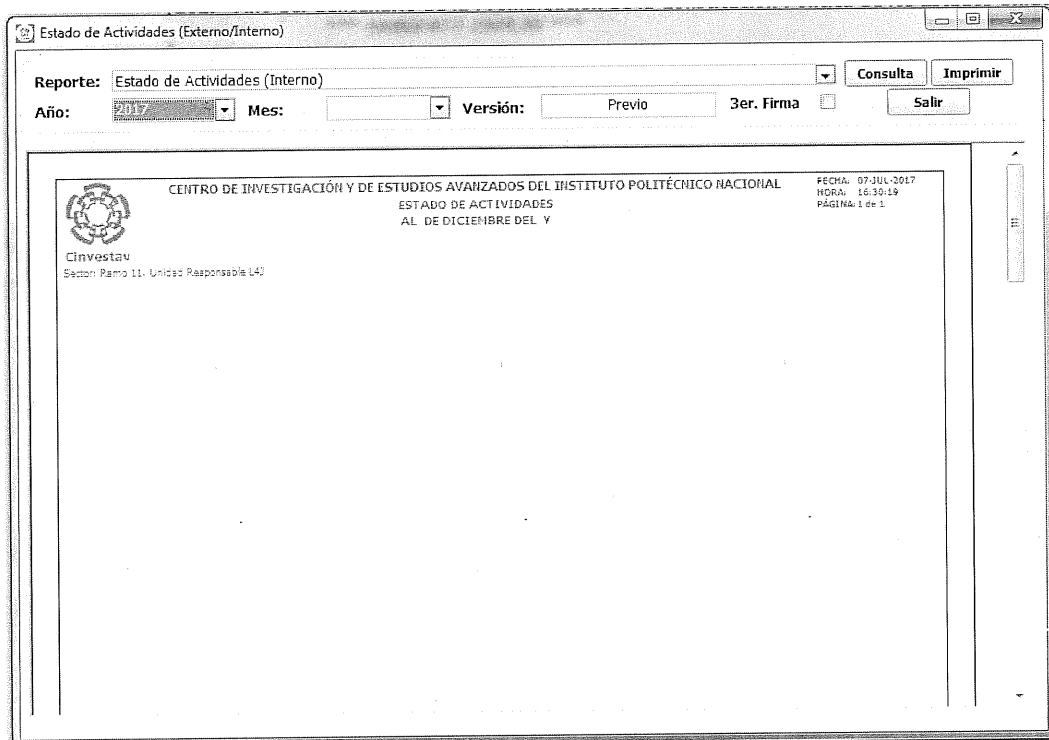 Estado de Actividades (Externo/Interno)
Reporte: Estado de Actividades (Interno) Consulta Imprimir
Año: 2017 Mes: Versión: Previo 3er. Firma Salir
CENTRO DE INVESTIGACIÓN Y DE ESTUDIOS AVANZADOS DEL INSTITUTO POLITÉCNICO NACIONAL
ESTADO DE ACTIVIDADES
AL DE DICIEMBRE DEL Y
FECHA: 07-JUL-2017
HORA: 16:30:19
PÁGINA: 1 de 1
Cinvestav
Sector: Ramo 11. Unidad Responsable L4J